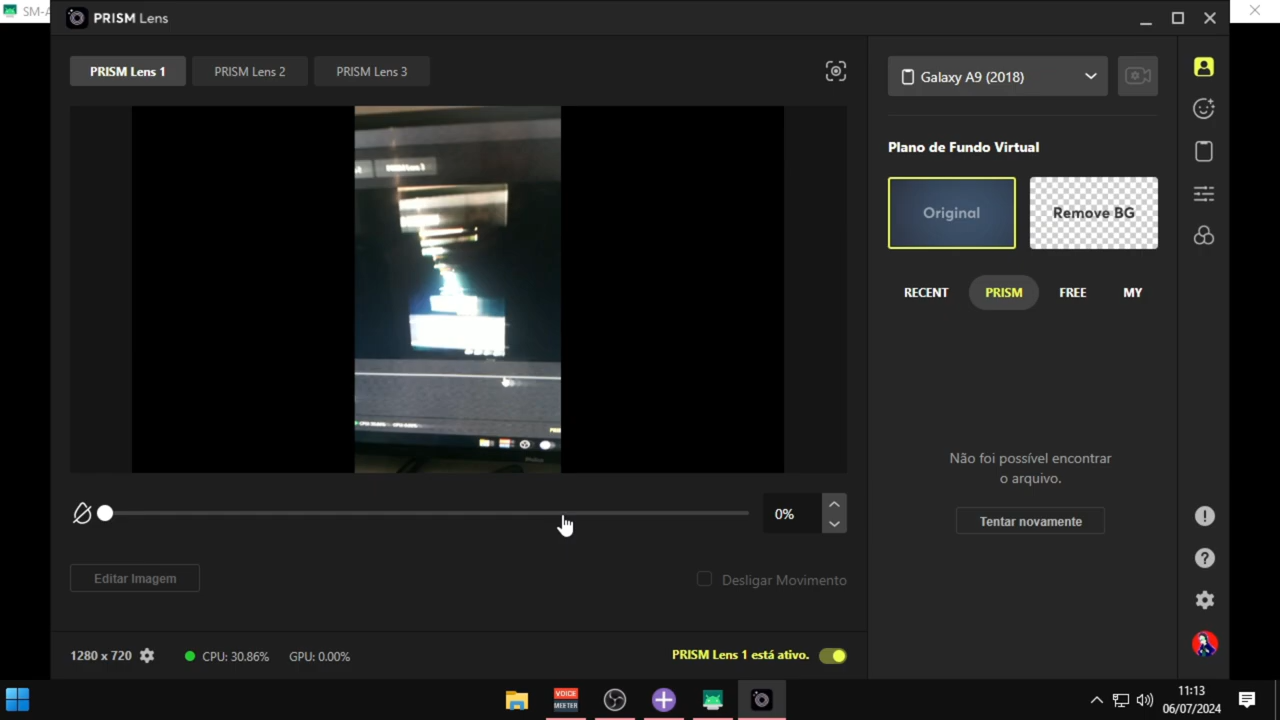 PRISM Lens
PRISM Lens 1
PRISM Lens 2
PRISM Lens 3
Galaxy A9 (2018)
Plano de Fundo Virtual
Original
Remove BG
RECENT
PRISM
FREE
MY
Não foi possível encontrar
o arquivo.
Tentar novamente
0%
Editar Imagem
Desligar Movimento
1280 x 720
CPU: 30.86%
GPU: 0.00%
PRISM Lens 1 está ativo.
VOICE
MEETER
11:13
06/07/2024